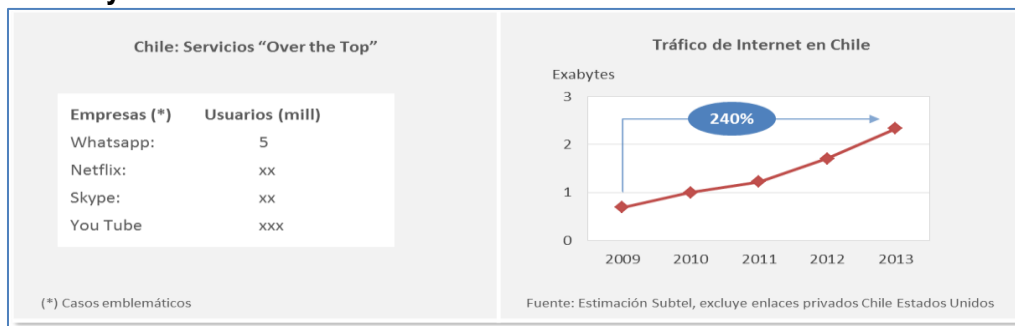 Chile: Servicios “Over the Top”
Empresas (*) Usuarios (mill)
Whatsapp: 5
Netflix: xx
Skype: xx
You Tube xxx
(*) Casos emblemáticos
Tráfico de Internet en Chile
Exabytes
3
240%
2
1
0
2009 2010 2011 2012 2013
Fuente: Estimación Subtel, excluye enlaces privados Chile Estados Unidos